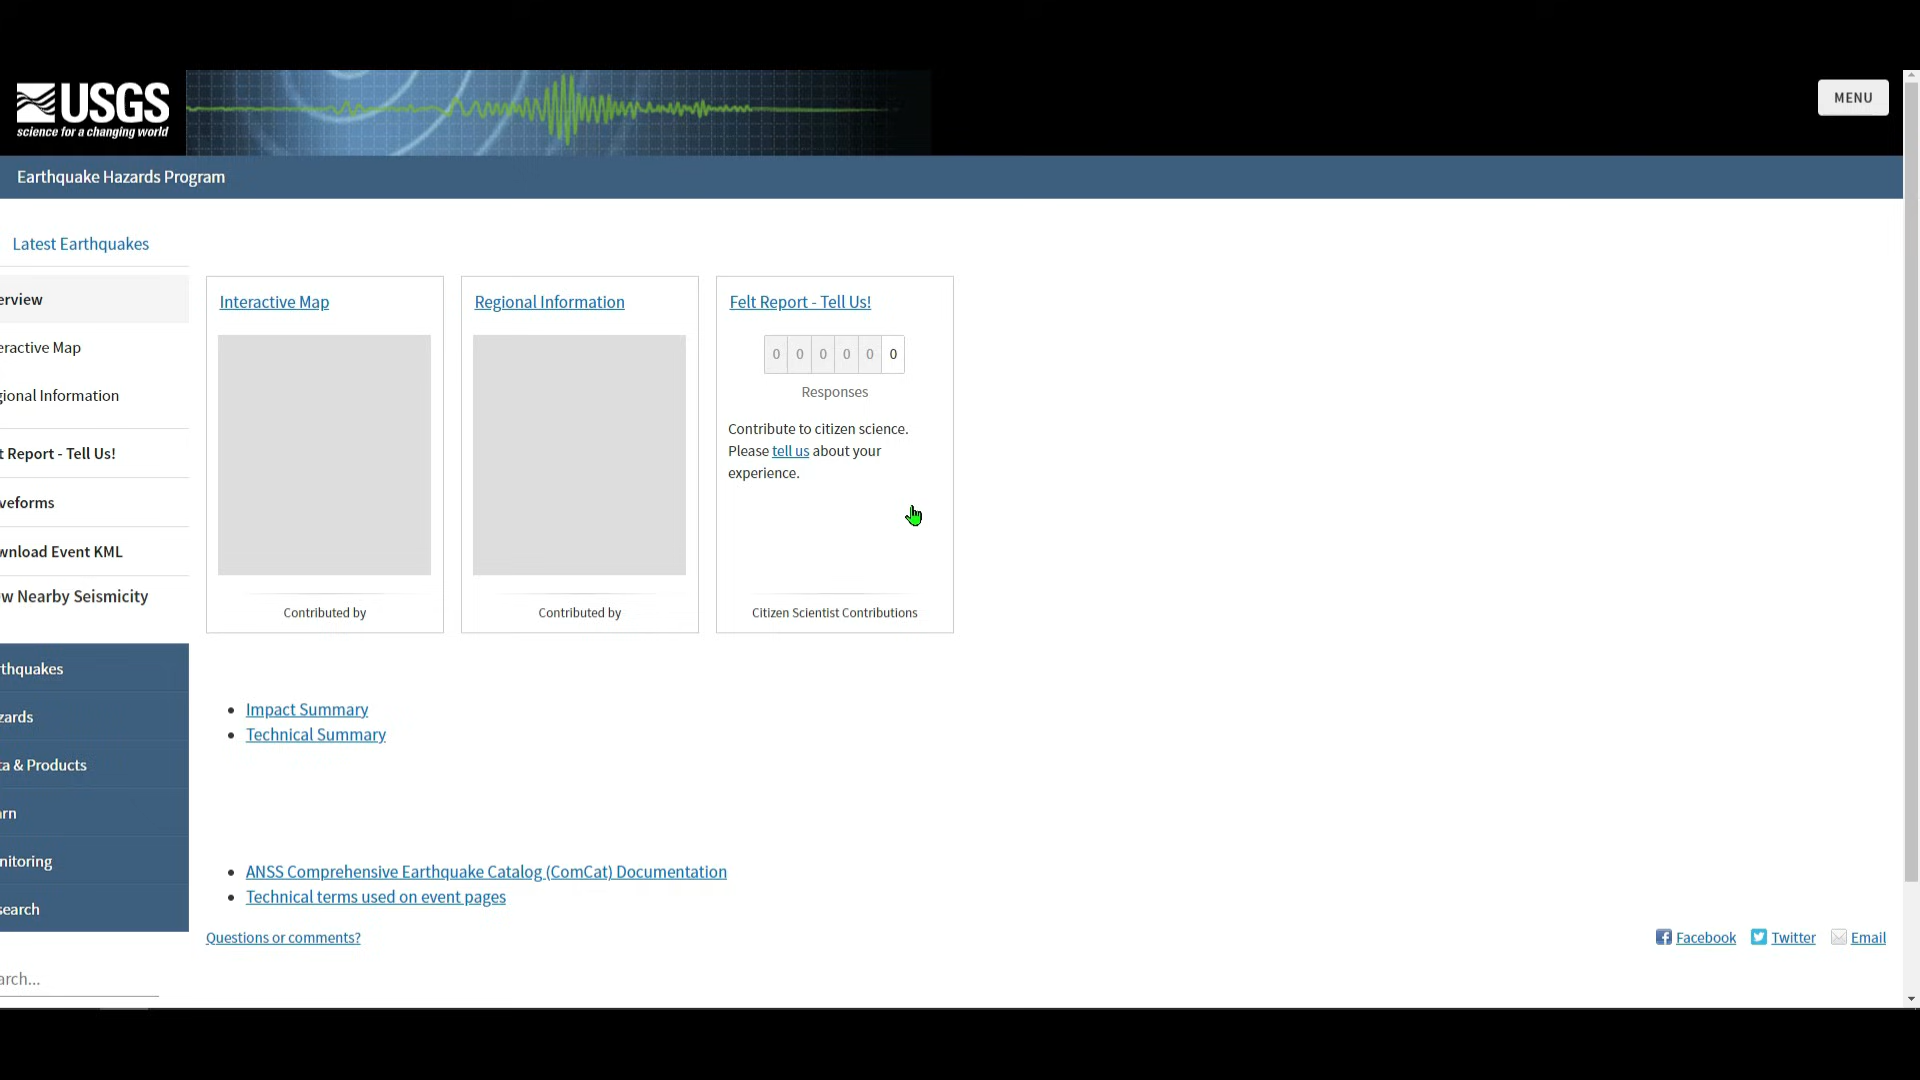 USGS
science for a changing world
MENU
Earthquake Hazards Program
Latest Earthquakes
erview
eractive Map
gional Information
t Report - Tell Us!
veforms
wnload Event KML
w Nearby Seismicity
rthquakes
zards
ta & Products
arn
nitoring
search
arch...
Interactive Map
Contributed by
Regional Information
Contributed by
Felt Report - Tell Us!
0 0 0 0 0 0
Responses
Contribute to citizen science.
Please tell us about your
experience.
Citizen Scientist Contributions
Impact Summary
Technical Summary
ANSS Comprehensive Earthquake Catalog (ComCat) Documentation
Technical terms used on event pages
Questions or comments?
Facebook Twitter Email